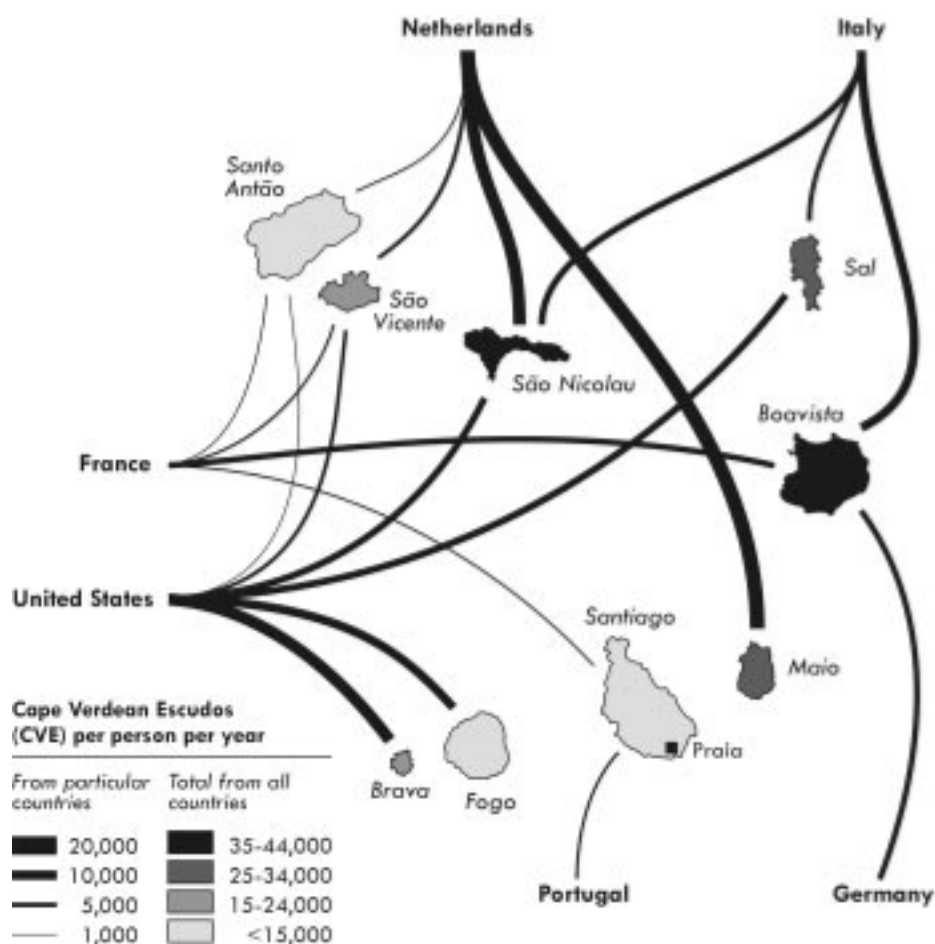 Netherlands
Italy
Santo
Antão
São
Vicente
Sal
São Nicolau
Boavista
France
United States
Santiago
Maio
Praia
Brava
Fogo
Portugal
Germany
Cape Verdean Escudos
(CVE) per person per year
From particular
countries
Total from all
countries
20,000
35-44,000
10,000
25-34,000
5,000
15-24,000
1,000
<15,000